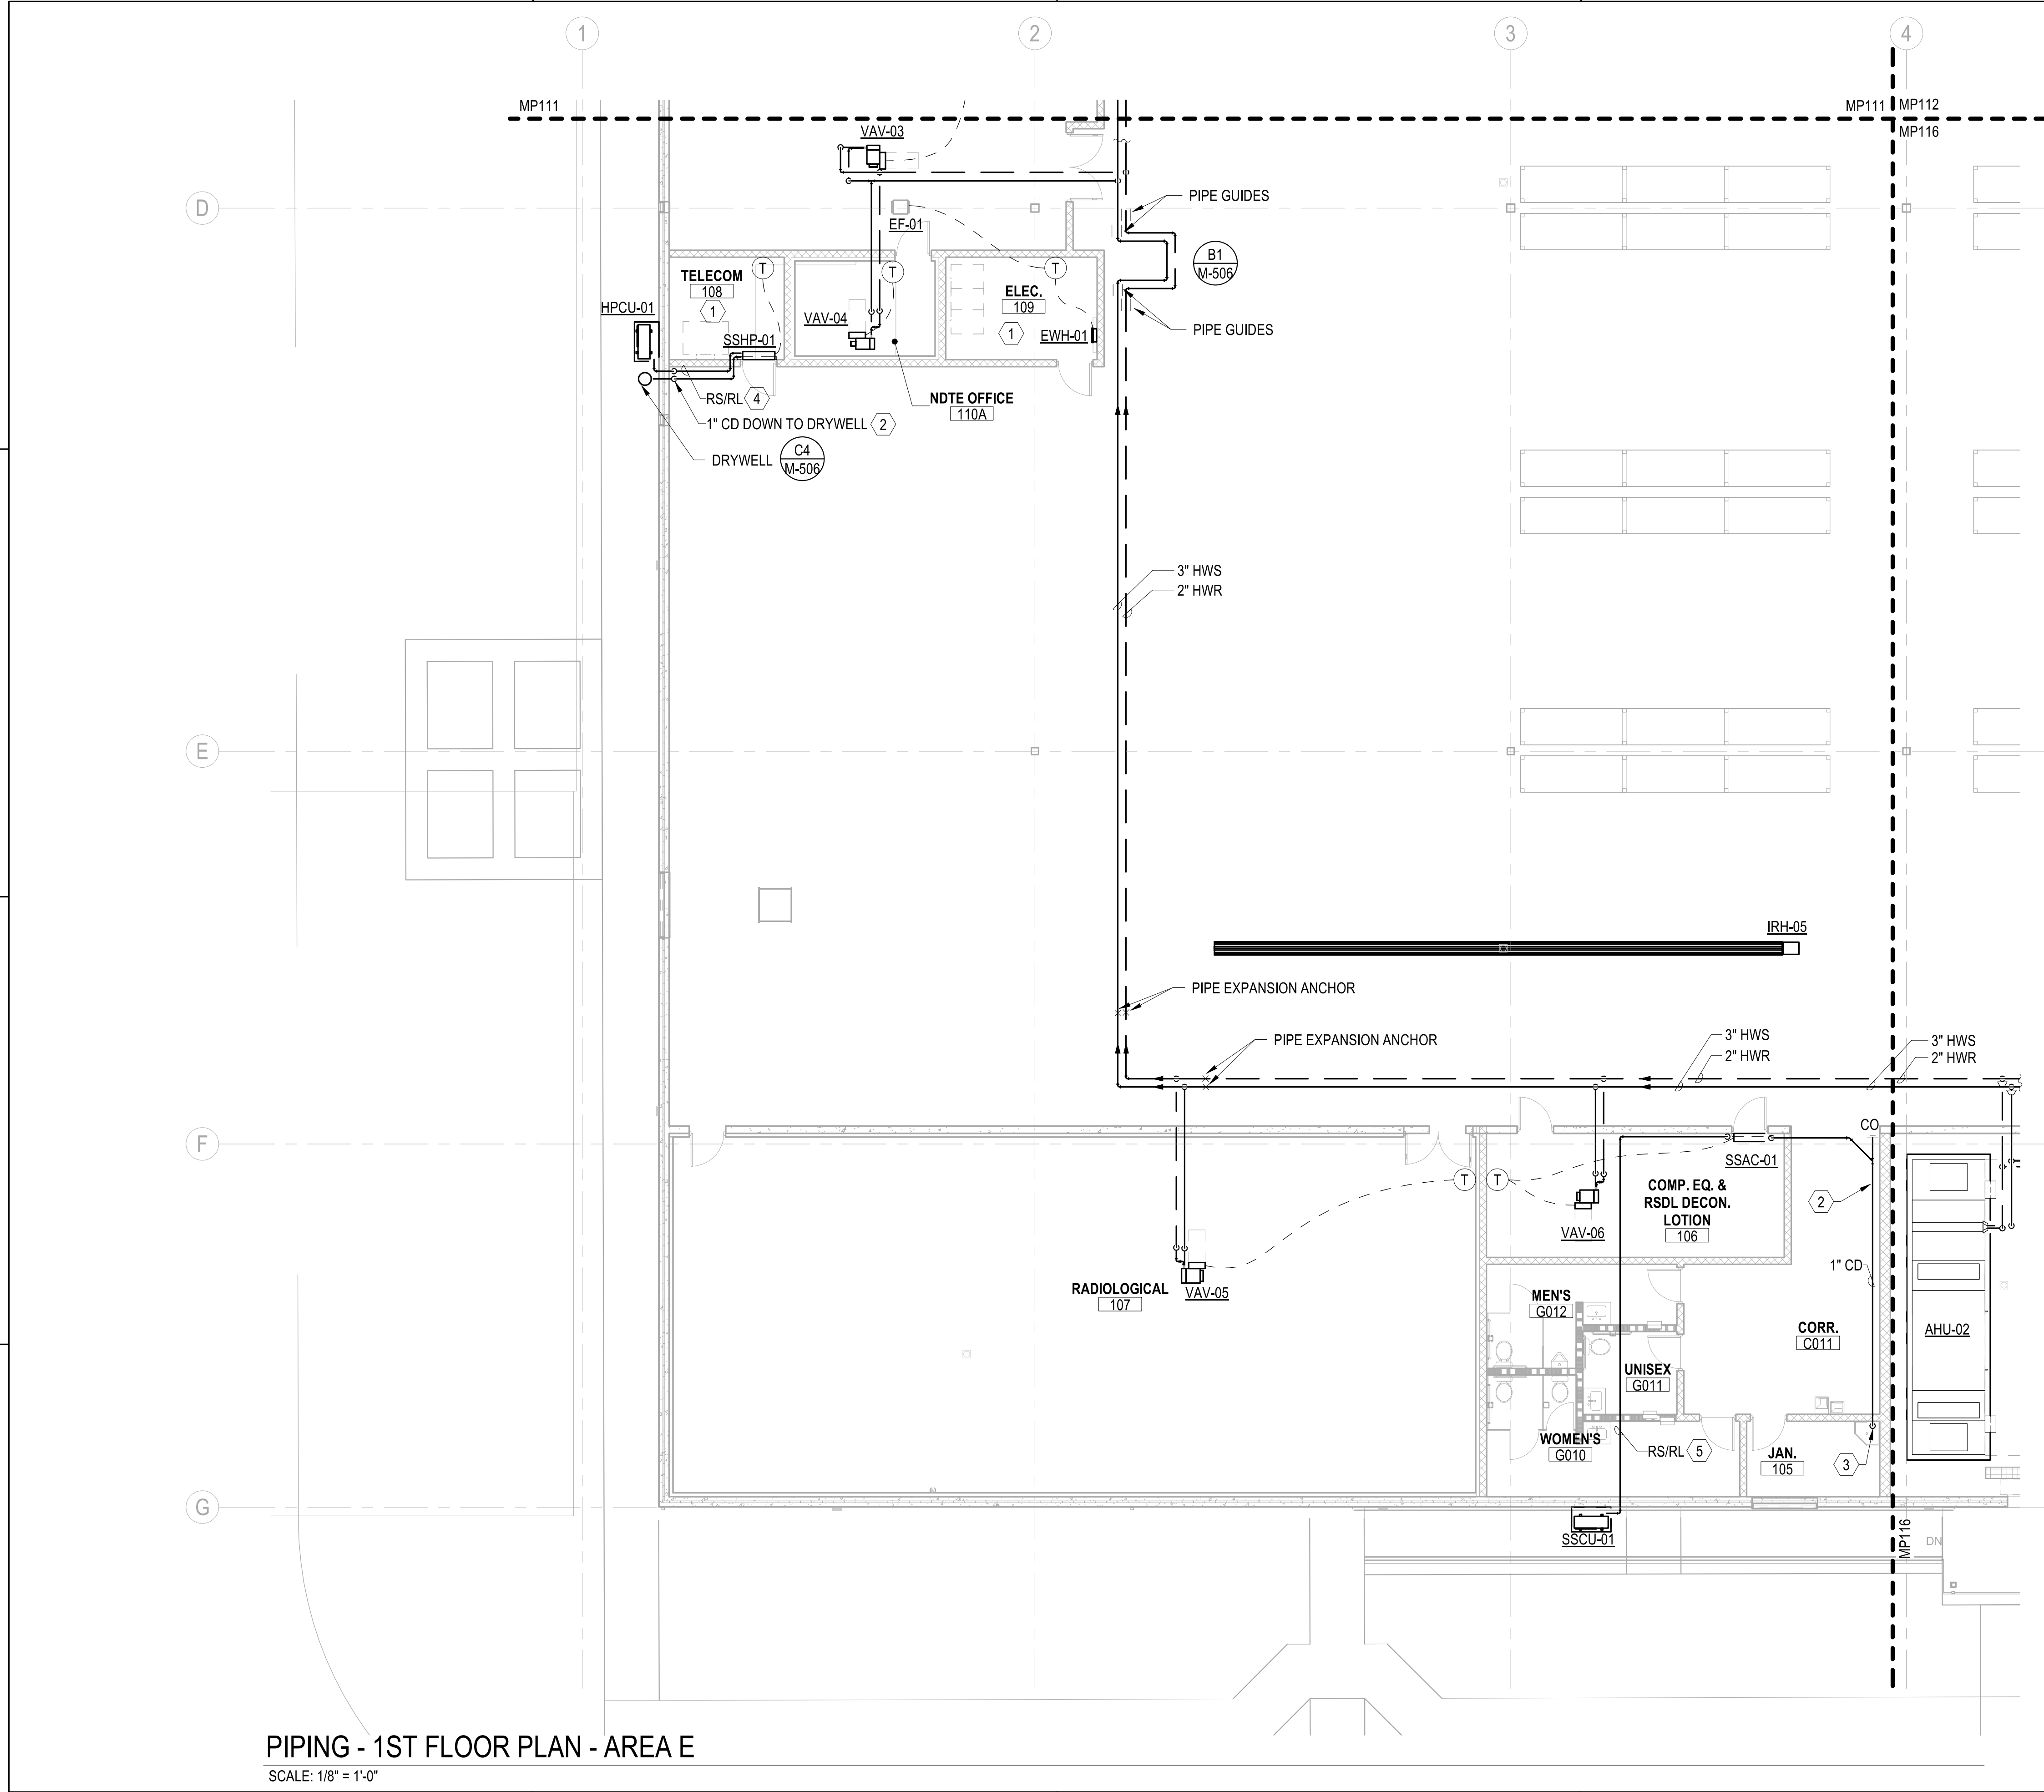 1
2
3
4
MP111
MP111
MP112
MP116
VAV-03
D
PIPE GUIDES
EF-01
B1
M-506
TELECOM
108
1
T
T
T
ELEC.
109
1
HPCU-01
VAV-04
SSHP-01
EWH-01
PIPE GUIDES
RS/RL
4
NDTE OFFICE
110A
1" CD DOWN TO DRYWELL
2
DRYWELL
C4
M-506
3" HWS
2" HWR
E
IRH-05
PIPE EXPANSION ANCHOR
PIPE EXPANSION ANCHOR
3" HWS
2" HWR
3" HWS
2" HWR
F
CO
SSAC-01
T
T
COMP. EQ. &
RSDL DECON.
LOTION
106
2
VAV-06
1" CD
RADIOLOGICAL
107
VAV-05
MEN'S
G012
CORR.
C011
AHU-02
UNISEX
G011
WOMEN'S
G010
RS/RL
5
JAN.
105
3
G
SSCU-01
MP116
DN
PIPING - 1ST FLOOR PLAN - AREA E
SCALE: 1/8" = 1'-0"